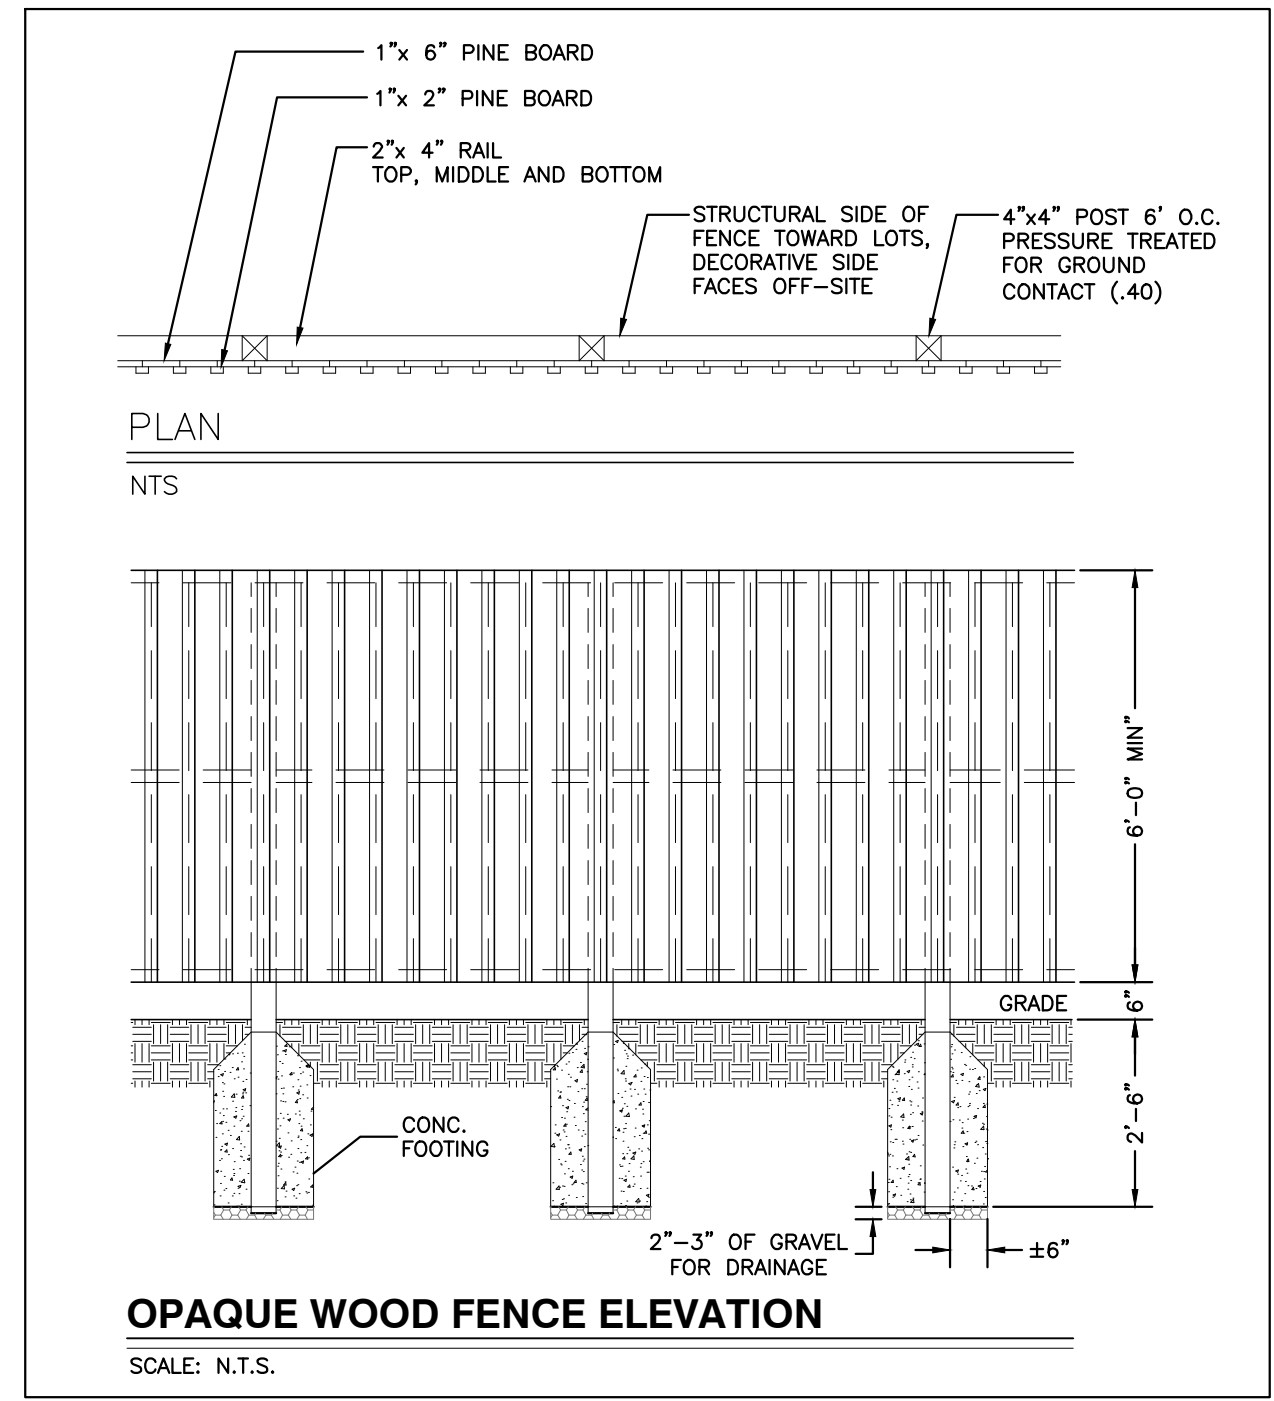 1”x 6” PINE BOARD
1”x 2” PINE BOARD
2”x 4” RAIL
TOP, MIDDLE AND BOTTOM
STRUCTURAL SIDE OF
FENCE TOWARD LOTS,
DECORATIVE SIDE
FACES OFF–SITE
4”x4” POST 6’ O.C.
PRESSURE TREATED
FOR GROUND
CONTACT (.40)
PLAN
NTS
6’–0” MIN”
GRADE
6”
2’–6”
CONC.
FOOTING
2”–3” OF GRAVEL
FOR DRAINAGE
±6”
OPAQUE WOOD FENCE ELEVATION
SCALE: N.T.S.